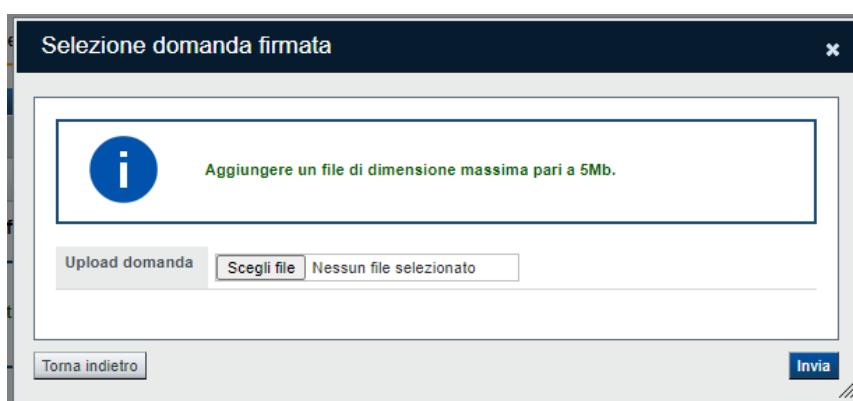 Selezione domanda firmata
Aggiungere un file di dimensione massima pari a 5Mb.
Upload domanda
Scegli file Nessun file selezionato
Torna indietro
Invia